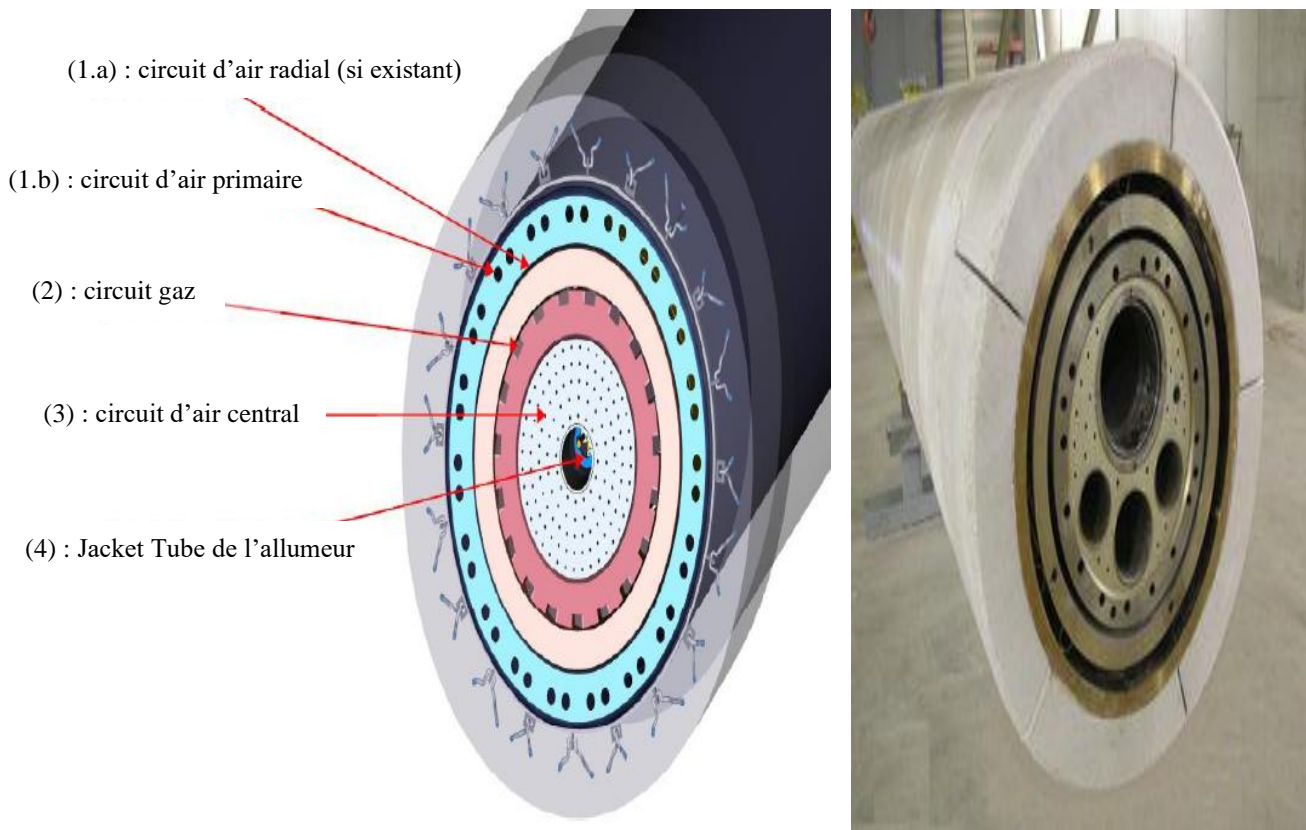 (1.a) : circuit d’air radial (si existant)
(1.b) : circuit d’air primaire
(2) : circuit gaz
(3) : circuit d’air central
(4) : Jacket Tube de l’allumeur